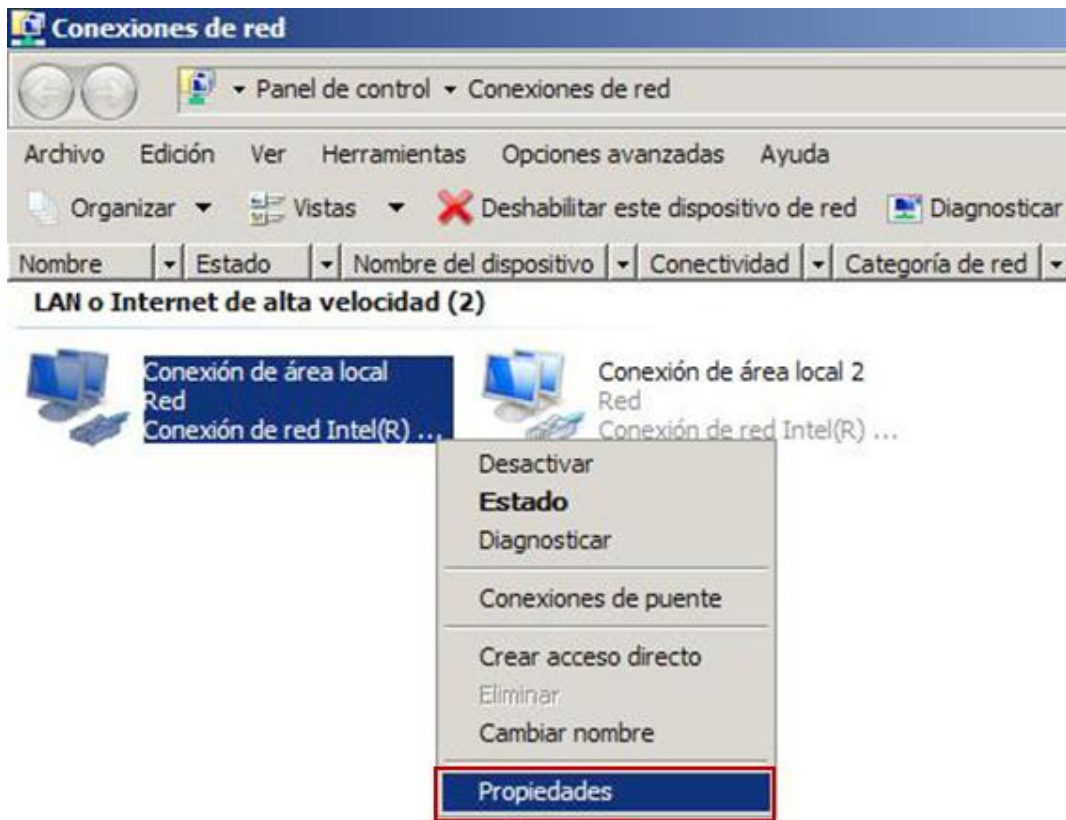 Conexiones de red
Panel de control Conexiones de red
Archivo Edición Ver Herramientas Opciones avanzadas Ayuda
Organizar Vistas Deshabilitar este dispositivo de red Diagnosticar
Nombre Estado Nombre del dispositivo Conectividad Categoría de red
LAN o Internet de alta velocidad (2)
Conexión de área local
Red
Conexión de red Intel(R) ...
Conexión de área local 2
Red
Conexión de red Intel(R) ...
Desactivar
Estado
Diagnosticar
Conexiones de puente
Crear acceso directo
Eliminar
Cambiar nombre
Propiedades